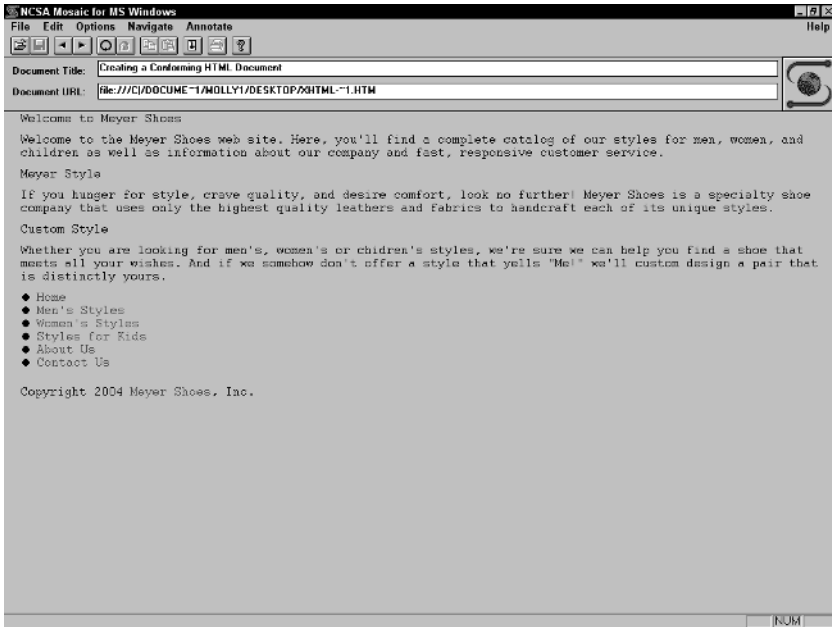 NCSA Mosaic for MS Windows
File Edit Options Navigate Annotate Help
Document Title: Creating a Conforming HTML Document
Document URL: file:///C|/DOCUME~1/MOLLY1/DESKTOP/XHTML-~1.HTM
Welcome to Meyer Shoes
Welcome to the Meyer Shoes web site. Here, you'll find a complete catalog of our styles for men, women, and
children as well as information about our company and fast, responsive customer service.
Meyer Style
If you hunger for style, crave quality, and desire comfort, look no further! Meyer Shoes is a specialty shoe
company that uses only the highest quality leathers and fabrics to handcraft each of its unique styles.
Custom Style
Whether you are looking for men's, women's or chidren's styles, we're sure we can help you find a shoe that
meets all your wishes. And if we somehow don't offer a style that yells "Me!" we'll custom design a pair that
is distinctly yours.
Home
Men's Styles
Women's Styles
Styles for Kids
About Us
Contact Us
Copyright 2004 Meyer Shoes, Inc.
NUM